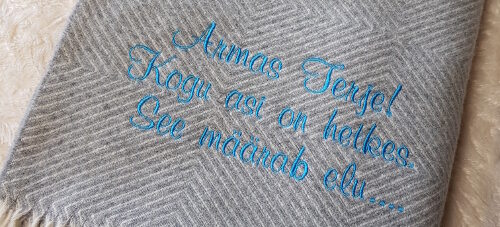 Armas Terje!
Kogu asi on hetkes.
See määrab elu....